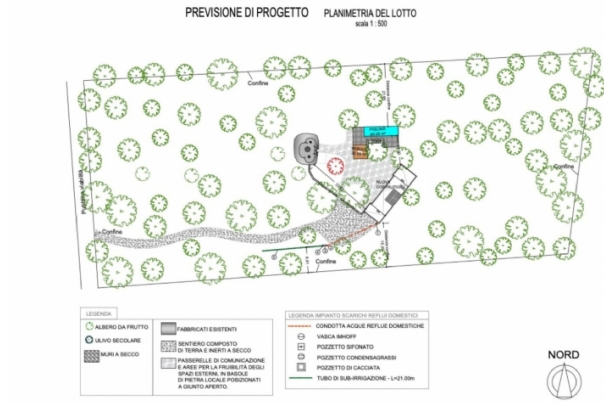 PREVISIONE DI PROGETTO PLANIMETRIA DEL LOTTO
scala 1 : 500
Confine
Confine
Confine
Confine
PISCINA
NUOVA
LEGENDA
ALBERO DA FRUTTO
ULIVO SECOLARE
MURI A SECCO
FABBRICATI ESISTENTI
SENTIERO COMPOSTO
DI TERRA E INERTI A SECCO
PASSERELLE DI COMUNICAZIONE
E AREE PER LA FRUIBILITÀ DEGLI
SPAZI ESTERNI, IN BASOLE
DI PIETRA LOCALE POSIZIONATI
A GIUNTO APERTO.
LEGENDA IMPIANTO SCARICHI REFLUI DOMESTICI
CONDOTTA ACQUE REFLUE DOMESTICHE
VASCA IMHOFF
POZZETTO SIFONATO
POZZETTO CONDENSAGRASSI
POZZETTO DI CACCIATA
TUBO DI SUB-IRRIGAZIONE - L=21.00m
NORD